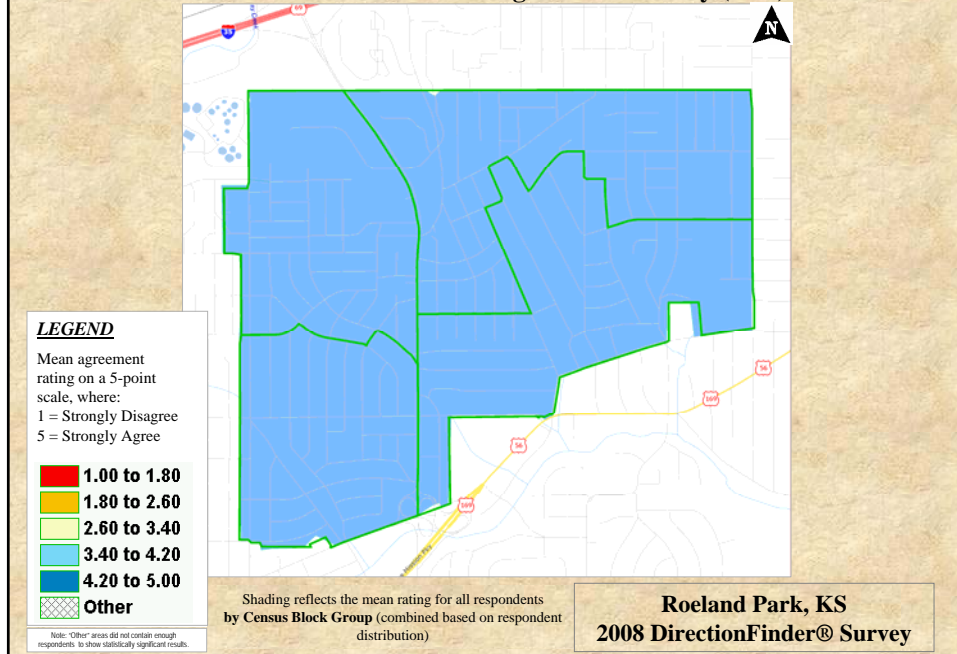 N
69
35
LEGEND
Mean agreement
rating on a 5-point
scale, where:
1 = Strongly Disagree
5 = Strongly Agree
1.00 to 1.80
1.80 to 2.60
2.60 to 3.40
3.40 to 4.20
4.20 to 5.00
Other
Note: "Other" areas did not contain enough
respondents to show statistically significant results.
56
169
56
169
Pky
Shading reflects the mean rating for all respondents
by Census Block Group (combined based on respondent
distribution)
Roeland Park, KS
2008 DirectionFinder® Survey